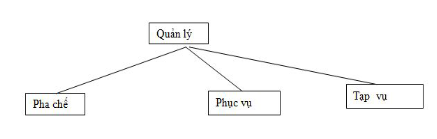 Quản lý
Pha chế
Phục vụ
Tạp vụ